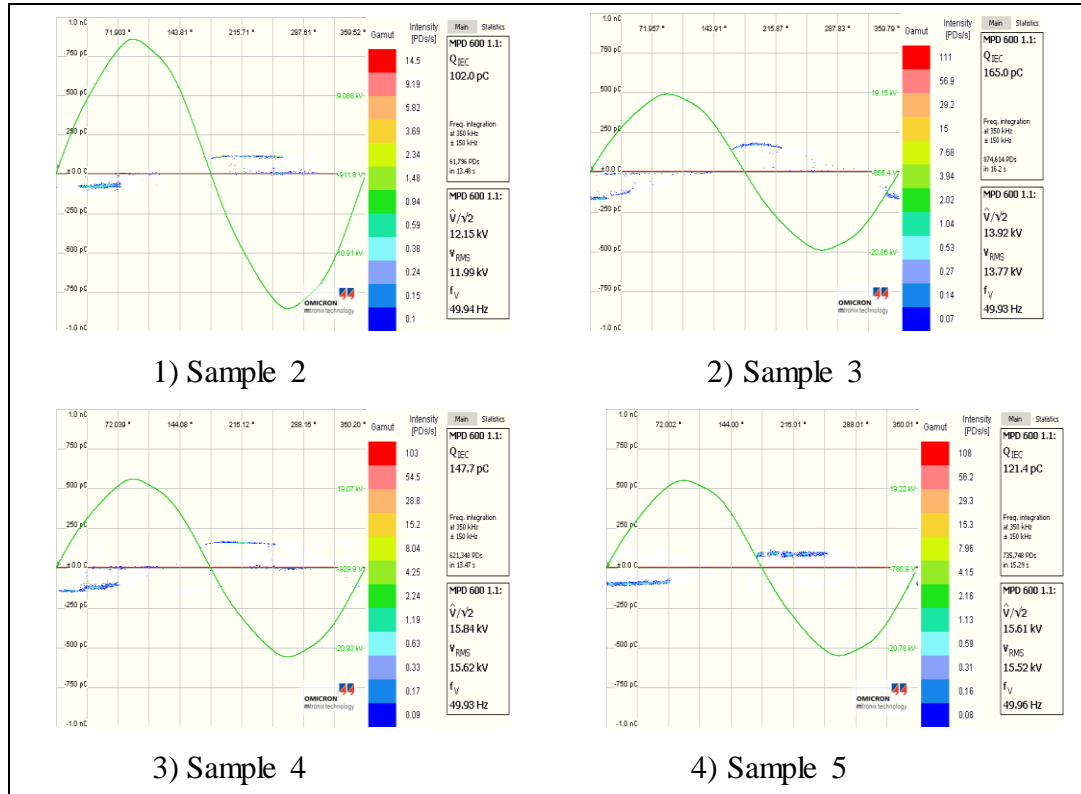 1.0 nC
71.903 ° 143.81 ° 215.71 ° 287.61 ° 359.52 °
750 pC
500 pC
250 pC
±0.0 C
-250 pC
-500 pC
-750 pC
-1.0 nC
9.088 kV
-911.8 V
10.91 kV
OMICRON
mtronix technology
Gamut
Intensity
[PDs/s]
14.5
9.19
5.82
3.69
2.34
1.48
0.94
0.59
0.38
0.24
0.15
0.1
Main Statistics
MPD 600 1.1:
QIEC
102.0 pC
Freq. integration
at 350 kHz
± 150 kHz
61,796 PDs
in 13.48 s
MPD 600 1.1:
V̂/√2
12.15 kV
VRMS
11.99 kV
fV
49.94 Hz
1) Sample 2
1.0 nC
71.957 ° 143.91 ° 215.87 ° 287.83 ° 359.79 °
750 pC
500 pC
250 pC
±0.0 C
-250 pC
-500 pC
-750 pC
-1.0 nC
19.15 kV
-855.4 V
-20.86 kV
OMICRON
mtronix technology
Gamut
Intensity
[PDs/s]
111
56.9
29.2
15
7.68
3.94
2.02
1.04
0.53
0.27
0.14
0.07
Main Statistics
MPD 600 1.1:
QIEC
165.0 pC
Freq. integration
at 350 kHz
± 150 kHz
874,614 PDs
in 16.2 s
MPD 600 1.1:
V̂/√2
13.92 kV
VRMS
13.77 kV
fV
49.93 Hz
2) Sample 3
1.0 nC
72.039 ° 144.08 ° 216.12 ° 288.16 ° 360.20 °
750 pC
500 pC
250 pC
±0.0 C
-250 pC
-500 pC
-750 pC
-1.0 nC
19.07 kV
-929.9 V
-20.93 kV
OMICRON
mtronix technology
Gamut
Intensity
[PDs/s]
103
54.5
28.8
15.2
8.04
4.25
2.24
1.19
0.63
0.33
0.17
0.09
Main Statistics
MPD 600 1.1:
QIEC
147.7 pC
Freq. integration
at 350 kHz
± 150 kHz
621,348 PDs
in 13.47 s
MPD 600 1.1:
V̂/√2
15.84 kV
VRMS
15.62 kV
fV
49.93 Hz
3) Sample 4
1.0 nC
72.002 ° 144.00 ° 216.01 ° 288.01 ° 360.01 °
750 pC
500 pC
250 pC
±0.0 C
-250 pC
-500 pC
-750 pC
-1.0 nC
19.22 kV
-780.9 V
-20.78 kV
OMICRON
mtronix technology
Gamut
Intensity
[PDs/s]
108
56.2
29.3
15.3
7.96
4.15
2.16
1.13
0.59
0.31
0.16
0.08
Main Statistics
MPD 600 1.1:
QIEC
121.4 pC
Freq. integration
at 350 kHz
± 150 kHz
735,748 PDs
in 15.29 s
MPD 600 1.1:
V̂/√2
15.61 kV
VRMS
15.52 kV
fV
49.96 Hz
4) Sample 5